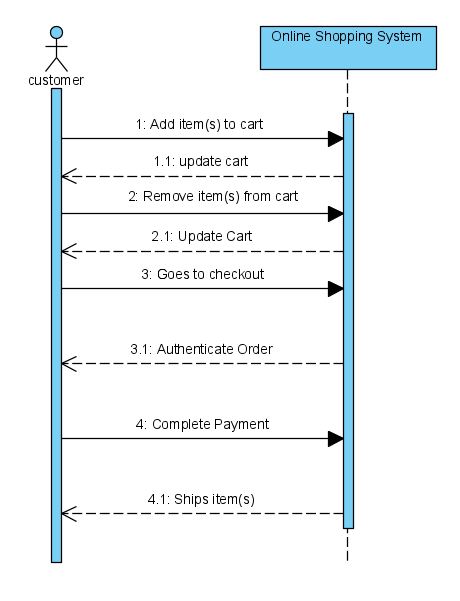 Online Shopping System
customer
1: Add item(s) to cart
1.1: update cart
2: Remove item(s) from cart
2.1: Update Cart
3: Goes to checkout
3.1: Authenticate Order
4: Complete Payment
4.1: Ships item(s)